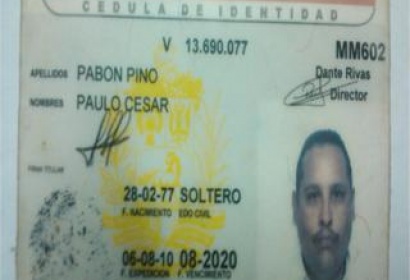 CEDULA DE IDENTIDAD
V 13.690.077 MM602
APELLIDOS PABON PINO Dante Rivas
NOMBRES PAULO CESAR Director
FIRMA TITULAR
28-02-77 SOLTERO
F. NACIMIENTO EDO CIVIL
06-08-10 08-2020
F. EXPEDICION F. VENCIMIENTO